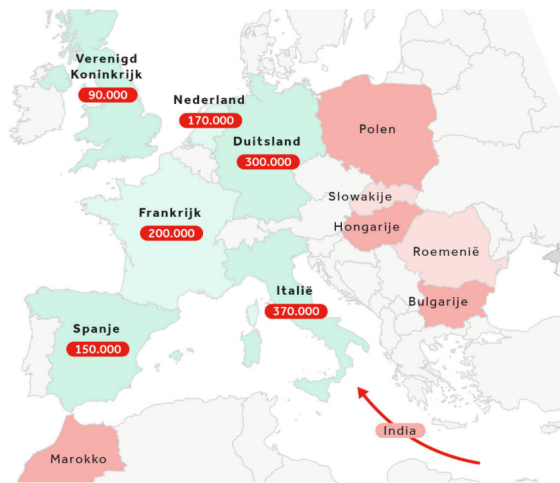 Verenigd
Koninkrijk
90.000
Nederland
170.000
Duitsland
300.000
Polen
Slowakije
Hongarije
Frankrijk
200.000
Roemenië
Italië
370.000
Bulgarije
Spanje
150.000
India
Marokko